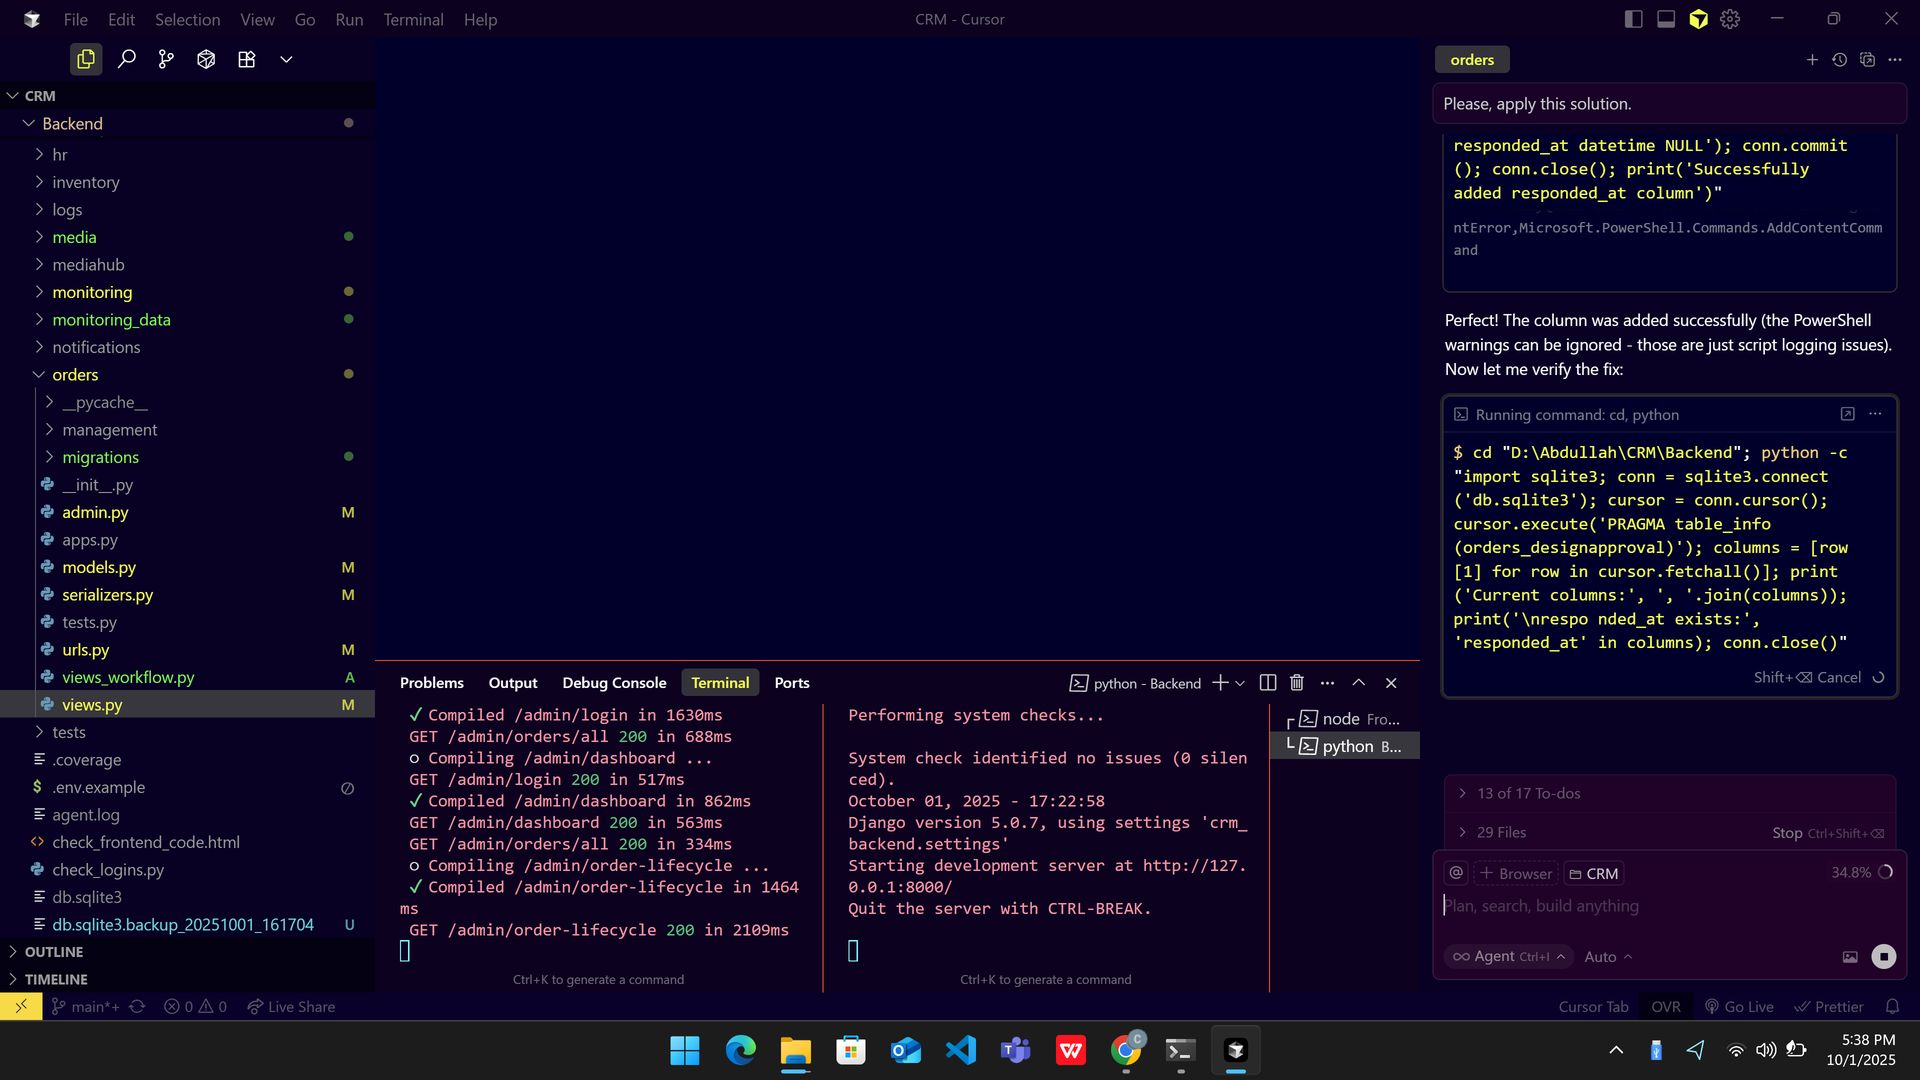 File Edit Selection View Go Run Terminal Help
CRM - Cursor
CRM
Backend
hr
inventory
logs
media
mediahub
monitoring
monitoring_data
notifications
orders
__pycache__
management
migrations
__init__.py
admin.py M
apps.py
models.py M
serializers.py M
tests.py
urls.py M
views_workflow.py A
views.py M
tests
.coverage
$ .env.example
agent.log
check_frontend_code.html
check_logins.py
db.sqlite3
db.sqlite3.backup_20251001_161704 U
OUTLINE
TIMELINE
Problems Output Debug Console Terminal Ports
python - Backend
✓ Compiled /admin/login in 1630ms
GET /admin/orders/all 200 in 688ms
○ Compiling /admin/dashboard ...
GET /admin/login 200 in 517ms
✓ Compiled /admin/dashboard in 862ms
GET /admin/dashboard 200 in 563ms
GET /admin/orders/all 200 in 334ms
○ Compiling /admin/order-lifecycle ...
✓ Compiled /admin/order-lifecycle in 1464
ms
GET /admin/order-lifecycle 200 in 2109ms
Ctrl+K to generate a command
Performing system checks...
System check identified no issues (0 silen
ced).
October 01, 2025 - 17:22:58
Django version 5.0.7, using settings 'crm_
backend.settings'
Starting development server at http://127.
0.0.1:8000/
Quit the server with CTRL-BREAK.
Ctrl+K to generate a command
node Fro...
python B...
orders
Please, apply this solution.
responded_at datetime NULL'); conn.commit
(); conn.close(); print('Successfully
added responded_at column')"
ntError,Microsoft.PowerShell.Commands.AddContentComm
and
Perfect! The column was added successfully (the PowerShell
warnings can be ignored - those are just script logging issues).
Now let me verify the fix:
Running command: cd, python
$ cd "D:\Abdullah\CRM\Backend"; python -c
"import sqlite3; conn = sqlite3.connect
('db.sqlite3'); cursor = conn.cursor();
cursor.execute('PRAGMA table_info
(orders_designapproval)'); columns = [row
[1] for row in cursor.fetchall()]; print
('Current columns:', ', '.join(columns));
print('\nrespo nded_at exists:',
'responded_at' in columns); conn.close()"
Shift+⌫ Cancel
13 of 17 To-dos
29 Files Stop Ctrl+Shift+⌫
@ + Browser CRM 34.8%
Plan, search, build anything
∞ Agent Ctrl+I Auto
main*+ 0 0 Live Share
Cursor Tab OVR Go Live Prettier
5:38 PM
10/1/2025